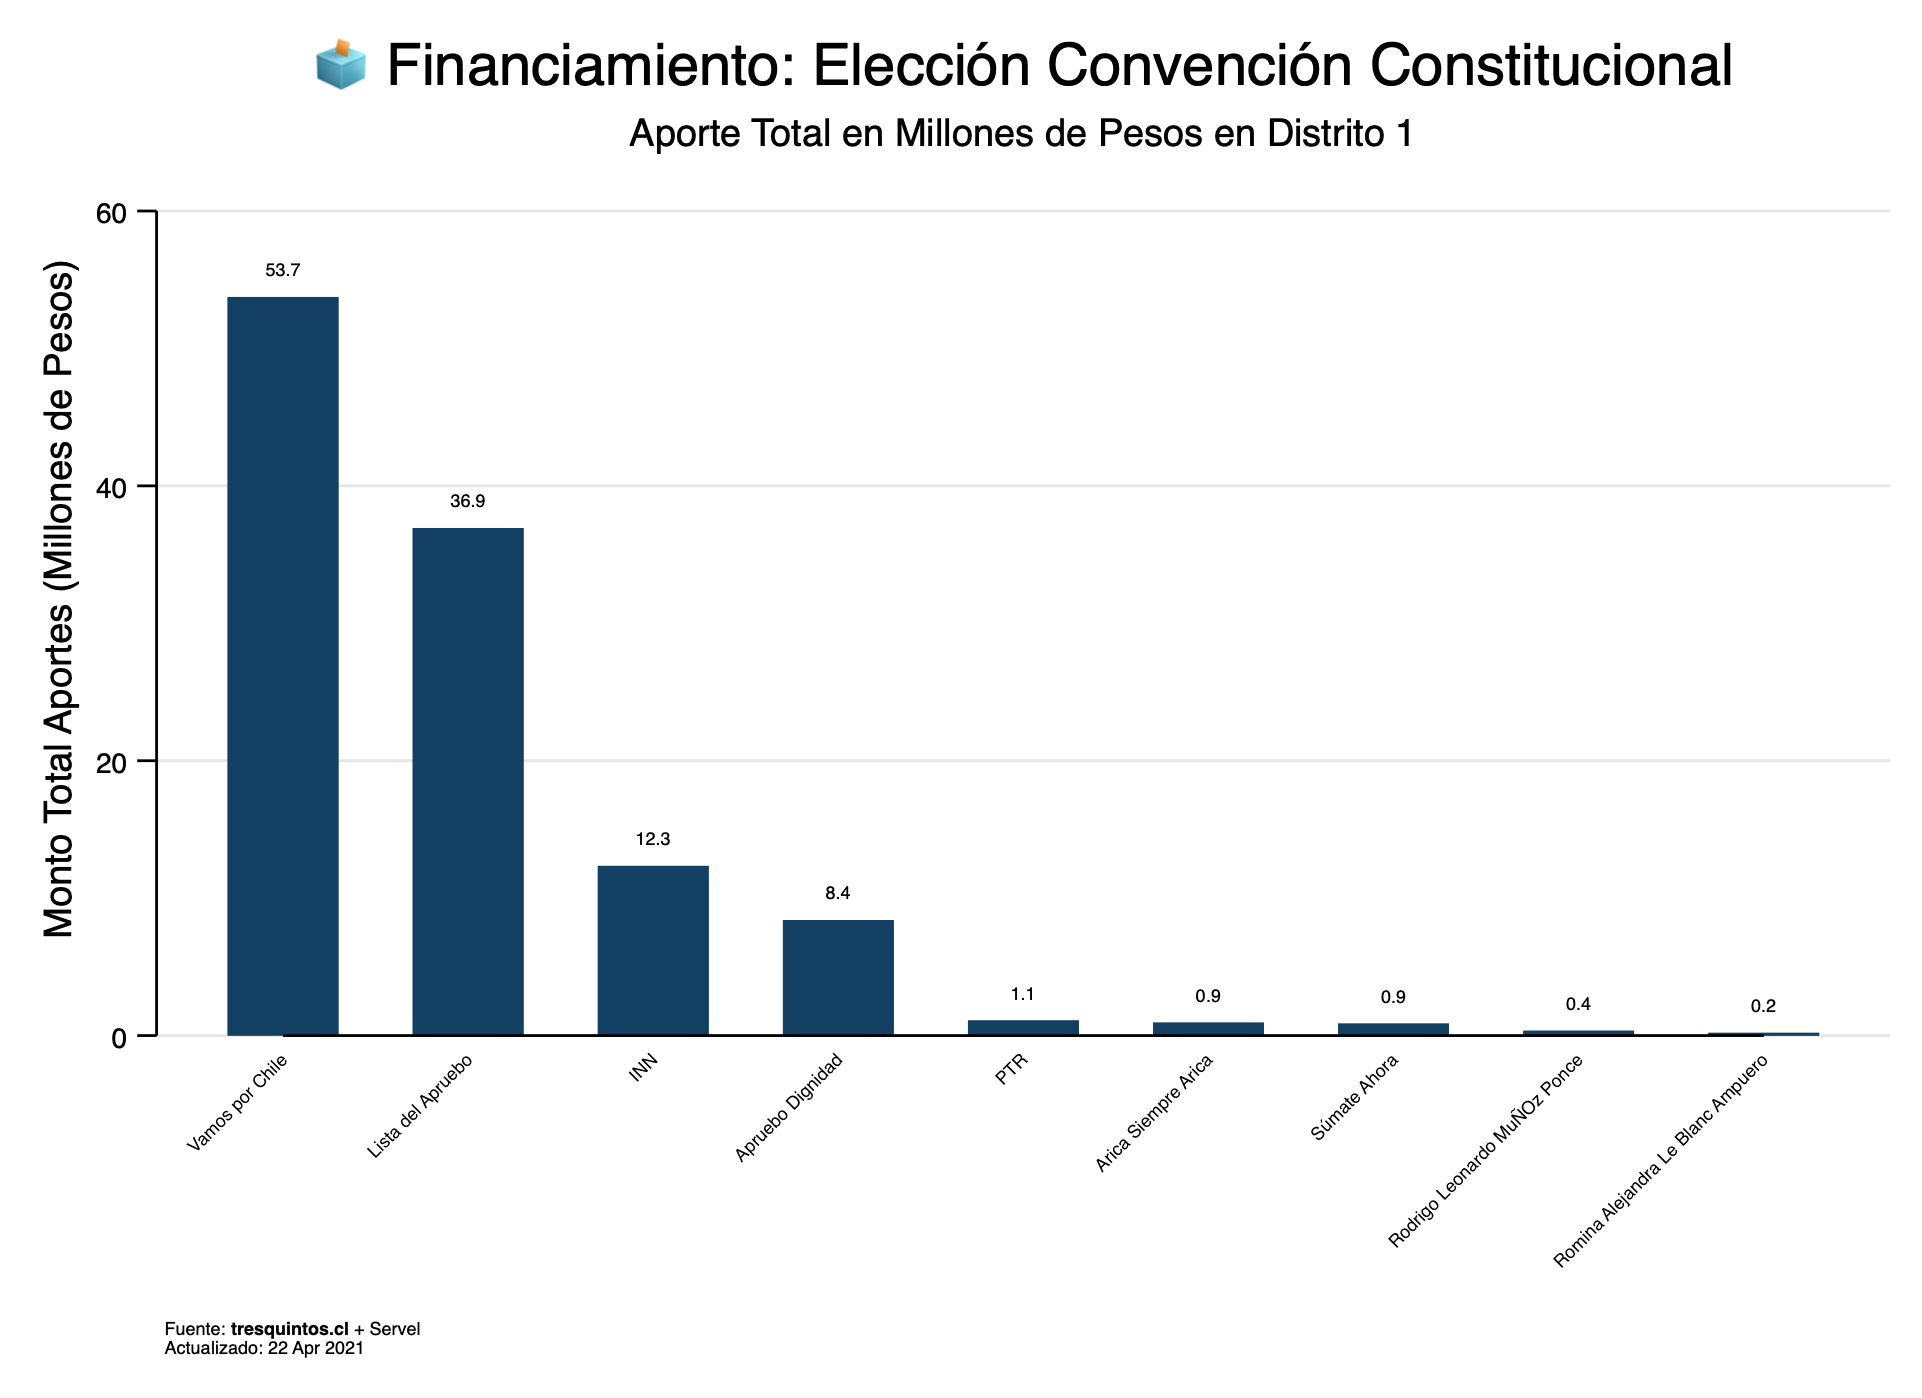 Financiamiento: Elección Convención Constitucional
Aporte Total en Millones de Pesos en Distrito 1
Monto Total Aportes (Millones de Pesos)
60
40
20
0
53.7
36.9
12.3
8.4
1.1
0.9
0.9
0.4
0.2
Vamos por Chile
Lista del Apruebo
INN
Apruebo Dignidad
PTR
Arica Siempre Arica
Súmate Ahora
Rodrigo Leonardo MuÑOz Ponce
Romina Alejandra Le Blanc Ampuero
Fuente: tresquintos.cl + Servel
Actualizado: 22 Apr 2021